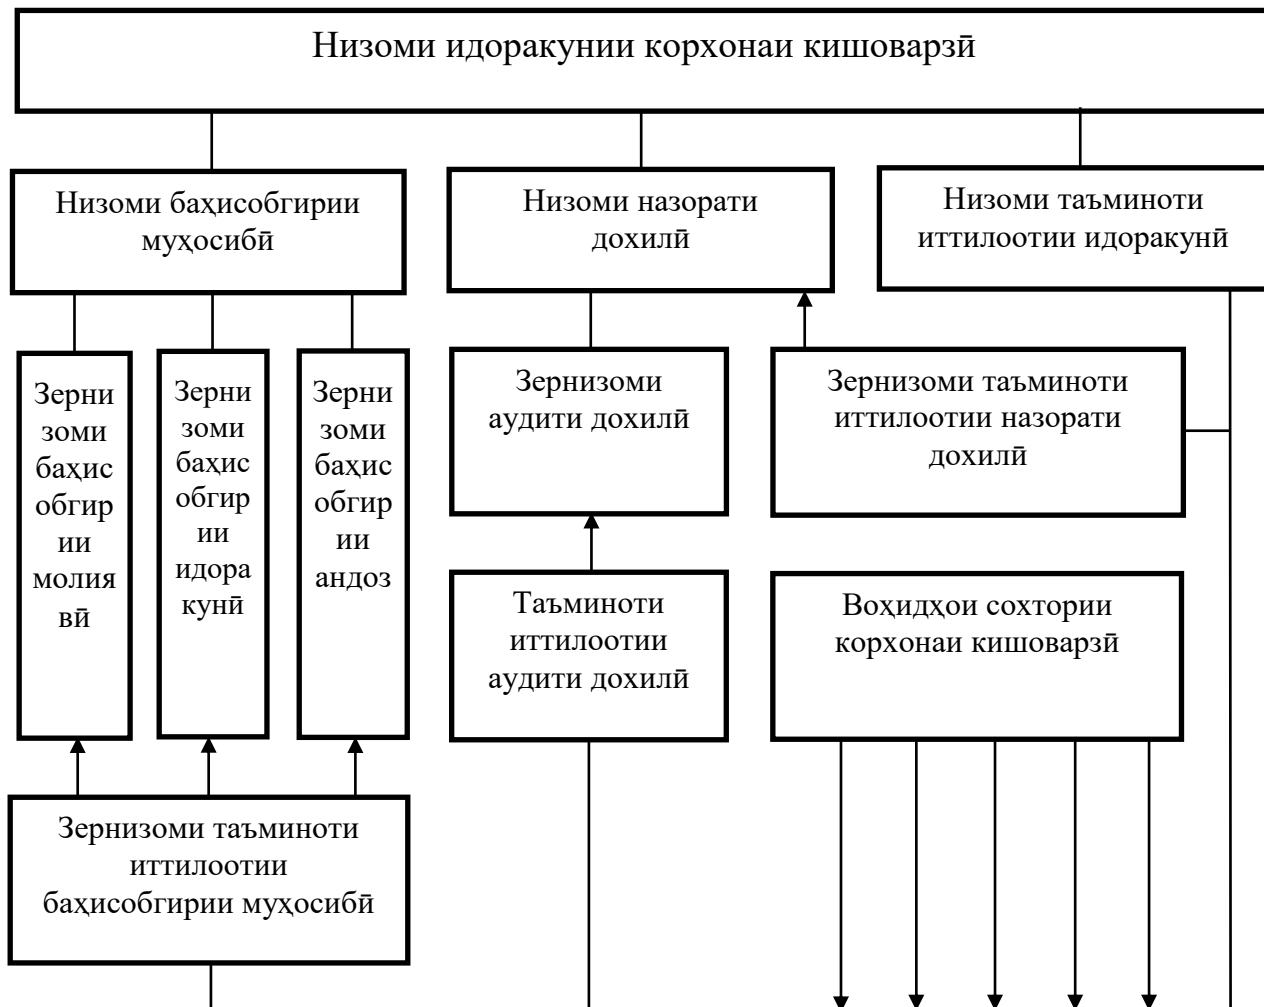 Низоми идоракунии корхонаи кишоварзӣ
Низоми баҳисобгирии
муҳосибӣ
Низоми назорати
дохилӣ
Низоми таъминоти
иттилоотии идоракунӣ
Зерни
зоми
баҳис
обгир
ии
молия
вӣ
Зерни
зоми
баҳис
обгир
ии
идора
кунӣ
Зерни
зоми
баҳис
обгир
ии
андоз
Зернизоми
аудити дохилӣ
Зернизоми таъминоти
иттилоотии назорати
дохилӣ
Таъминоти
иттилоотии
аудити дохилӣ
Воҳидҳои сохтории
корхонаи кишоварзӣ
Зернизоми таъминоти
иттилоотии
баҳисобгирии муҳосибӣ